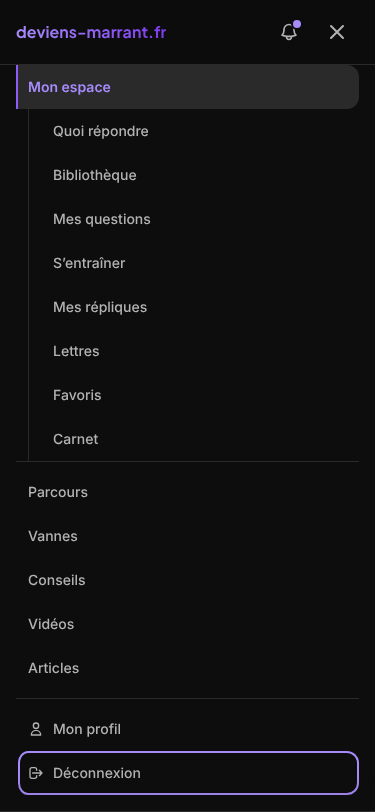 deviens-marrant.fr
Mon espace
Quoi répondre
Bibliothèque
Mes questions
S’entraîner
Mes répliques
Lettres
Favoris
Carnet
Parcours
Vannes
Conseils
Vidéos
Articles
Mon profil
Déconnexion